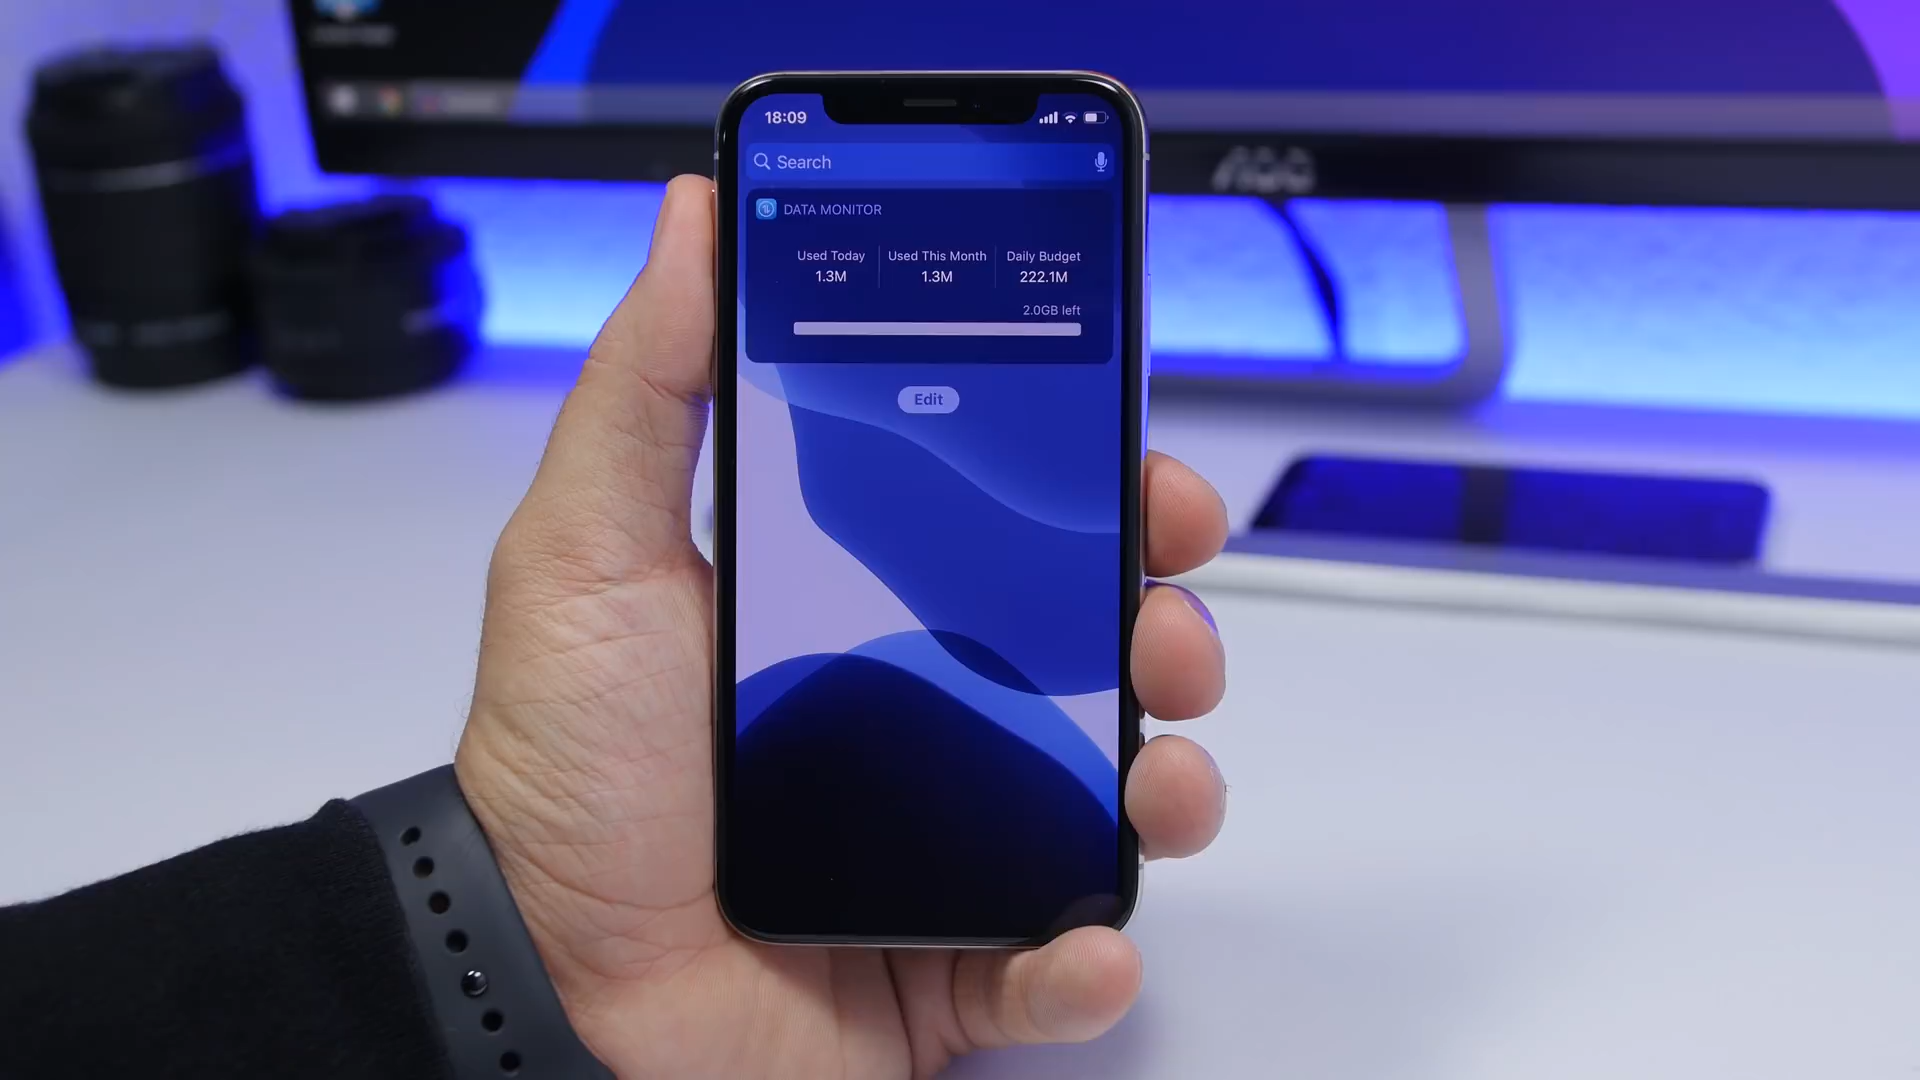 18:09
Search
DATA MONITOR
Used Today Used This Month Daily Budget
1.3M 1.3M 222.1M
2.0GB left
Edit
AOC